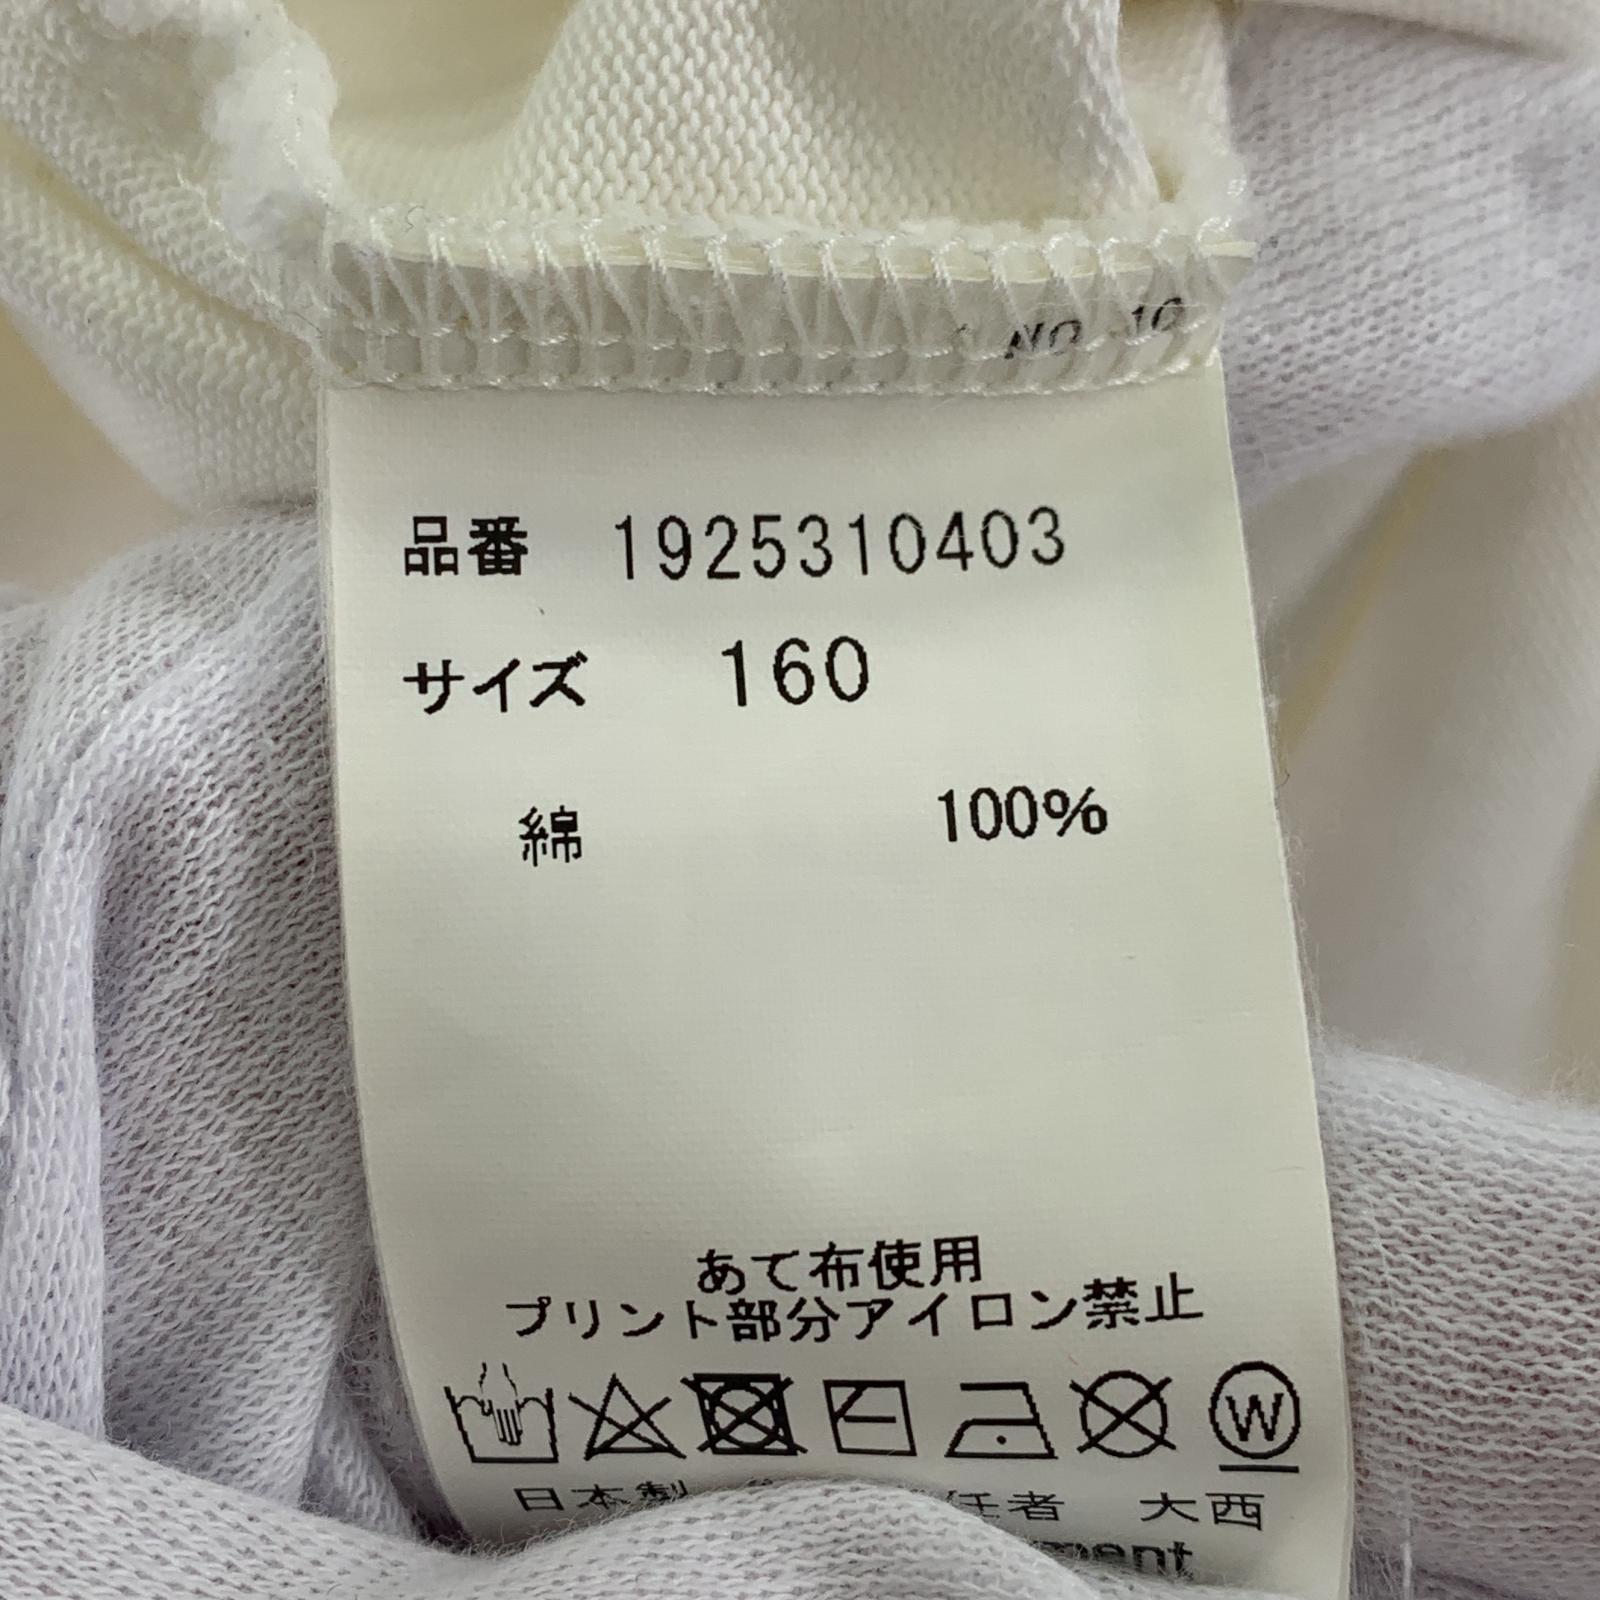 NO
品番 1925310403
サイズ 160
綿 100%
あて布使用
プリント部分アイロン禁止
W
日本製 任者 大西